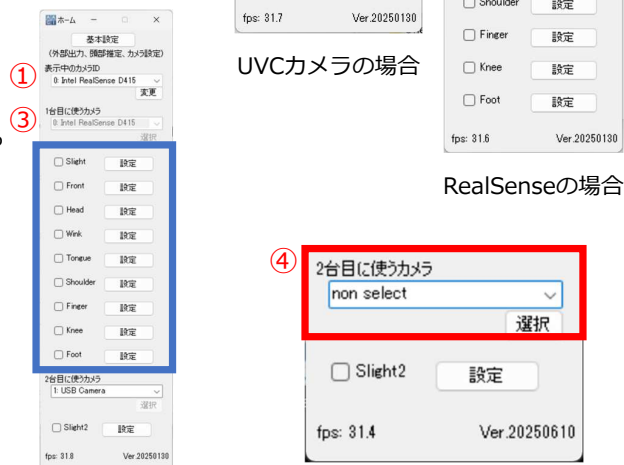 ホーム
基本設定
(外部出力、頭部推定、カメラ設定)
① 表示中のカメラID
0: Intel RealSense D415
変更
③ 1台目に使うカメラ
0: Intel RealSense D415
選択
Slight 設定
Front 設定
Head 設定
Wink 設定
Tongue 設定
Shoulder 設定
Finger 設定
Knee 設定
Foot 設定
2台目に使うカメラ
1: USB Camera
選択
Slight2 設定
fps: 31.8 Ver.20250130
fps: 31.7 Ver.20250130
UVCカメラの場合
Shoulder 設定
Finger 設定
Knee 設定
Foot 設定
fps: 31.6 Ver.20250130
RealSenseの場合
④ 2台目に使うカメラ
non select
選択
Slight2 設定
fps: 31.4 Ver.20250610